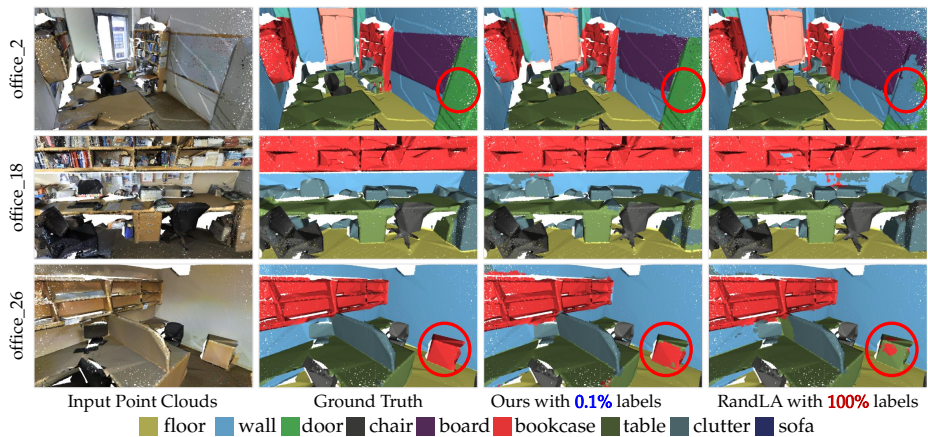 office_2
office_18
office_26
Input Point Clouds
Ground Truth
Ours with 0.1% labels
RandLA with 100% labels
floor wall door chair board bookcase table clutter sofa